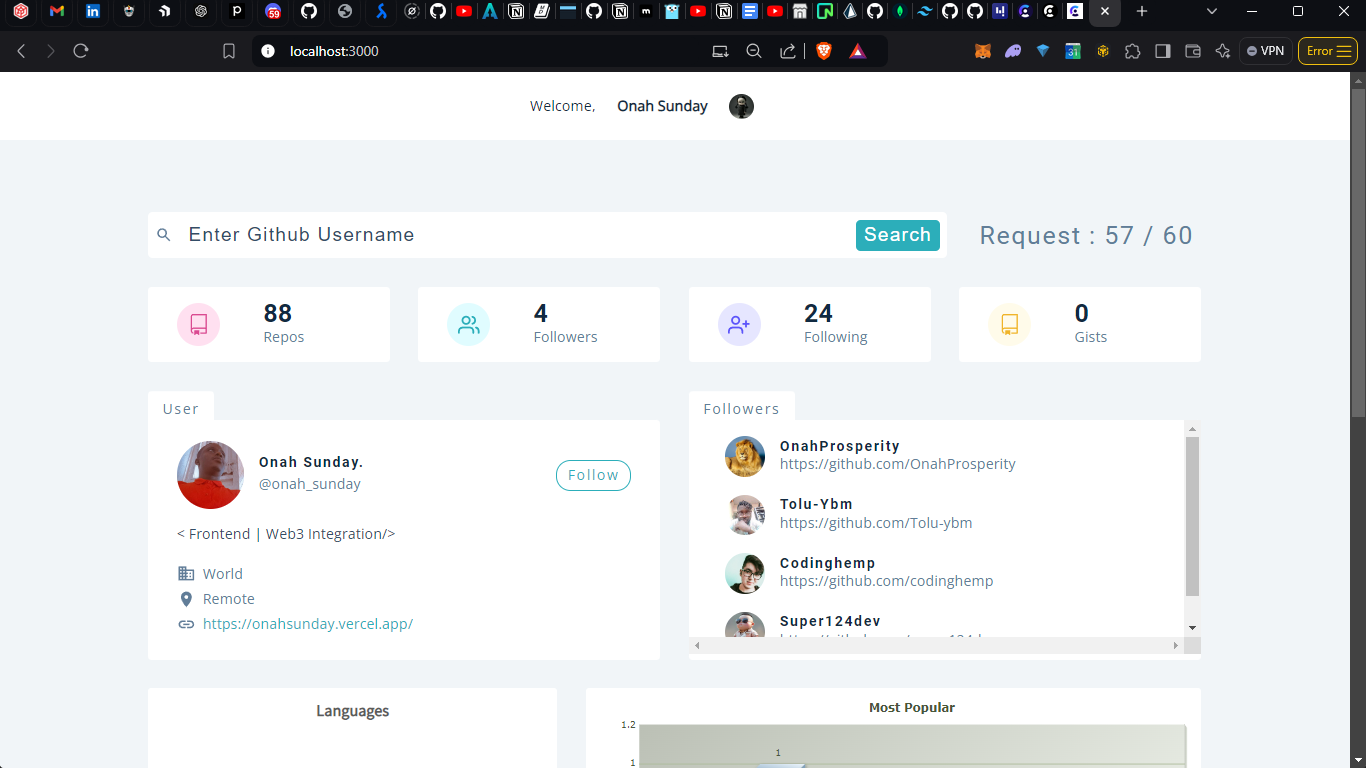 59
31
localhost:3000
VPN
Error
Welcome, Onah Sunday
Enter Github Username
Search
Request : 57 / 60
88
Repos
4
Followers
24
Following
0
Gists
User
Onah Sunday.
@onah_sunday
Follow
< Frontend | Web3 Integration/>
World
Remote
https://onahsunday.vercel.app/
Followers
OnahProsperity
https://github.com/OnahProsperity
Tolu-Ybm
https://github.com/Tolu-ybm
Codinghemp
https://github.com/codinghemp
Super124dev
Languages
Most Popular
1.2
1
1